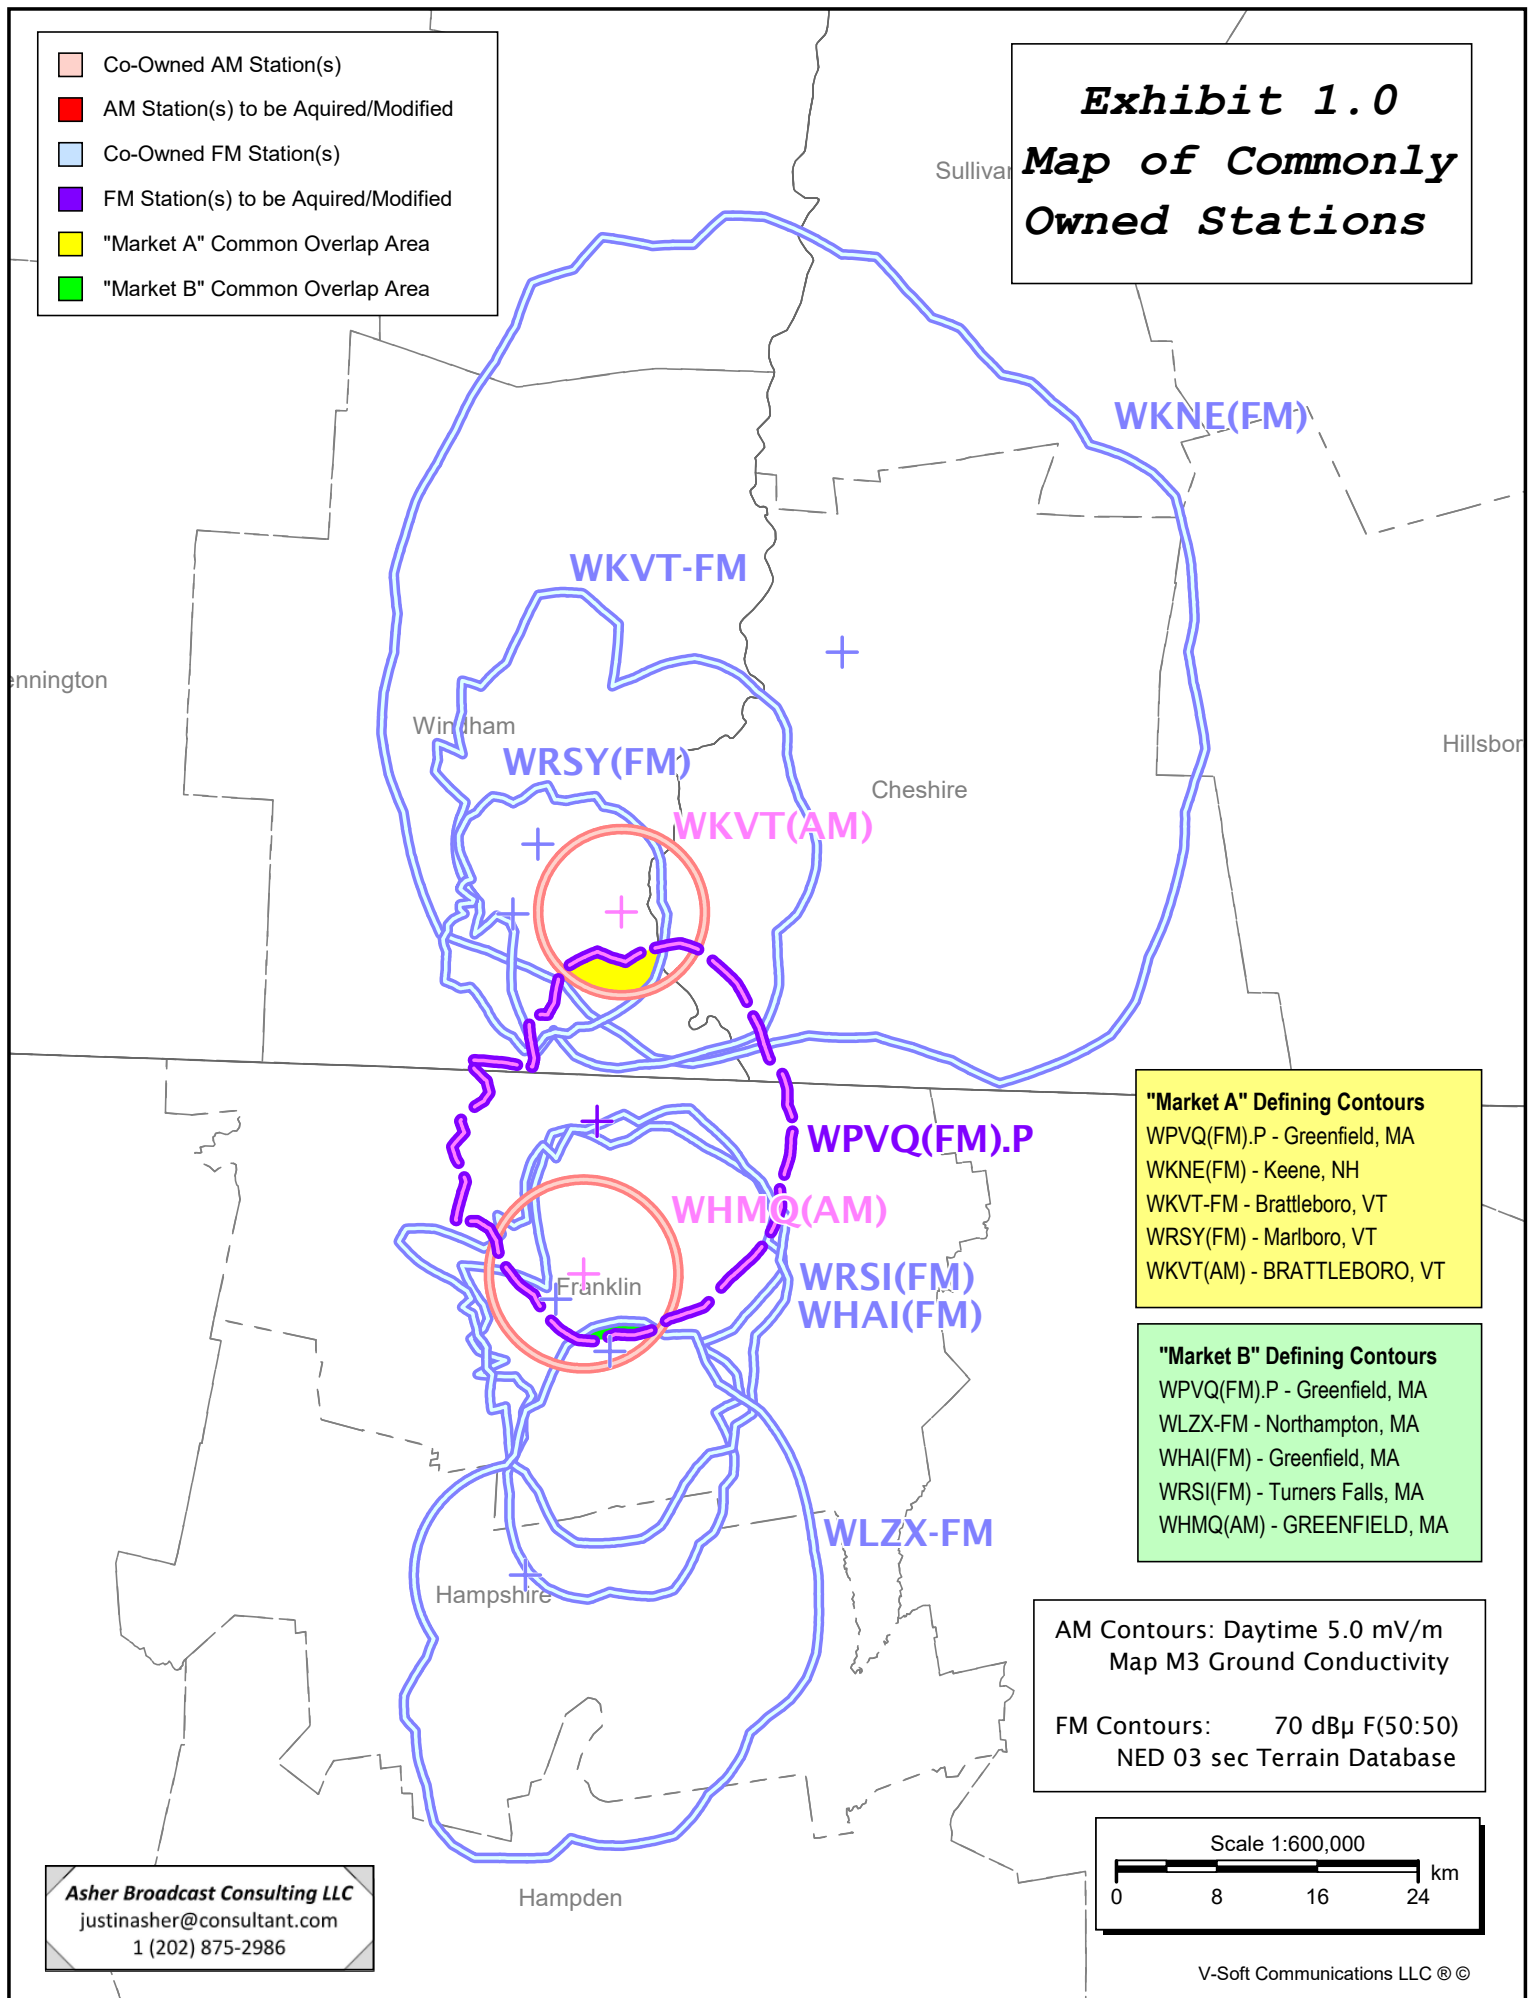 Co-Owned AM Station(s)
AM Station(s) to be Aquired/Modified
Co-Owned FM Station(s)
FM Station(s) to be Aquired/Modified
"Market A" Common Overlap Area
"Market B" Common Overlap Area
Exhibit 1.0
Map of Commonly
Owned Stations
Sullivan
WKNE(FM)
WKVT-FM
ennington
Windham
Hillsbor
WRSY(FM)
Cheshire
WKVT(AM)
"Market A" Defining Contours
WPVQ(FM).P - Greenfield, MA
WKNE(FM) - Keene, NH
WKVT-FM - Brattleboro, VT
WRSY(FM) - Marlboro, VT
WKVT(AM) - BRATTLEBORO, VT
WPVQ(FM).P
WHMQ(AM)
Franklin
WRSI(FM)
WHAI(FM)
"Market B" Defining Contours
WPVQ(FM).P - Greenfield, MA
WLZX-FM - Northampton, MA
WHAI(FM) - Greenfield, MA
WRSI(FM) - Turners Falls, MA
WHMQ(AM) - GREENFIELD, MA
WLZX-FM
Hampshire
AM Contours: Daytime 5.0 mV/m
Map M3 Ground Conductivity
FM Contours: 70 dBµ F(50:50)
NED 03 sec Terrain Database
Scale 1:600,000
km
0 8 16 24
Asher Broadcast Consulting LLC
justinasher@consultant.com
1 (202) 875-2986
Hampden
V-Soft Communications LLC ® ©